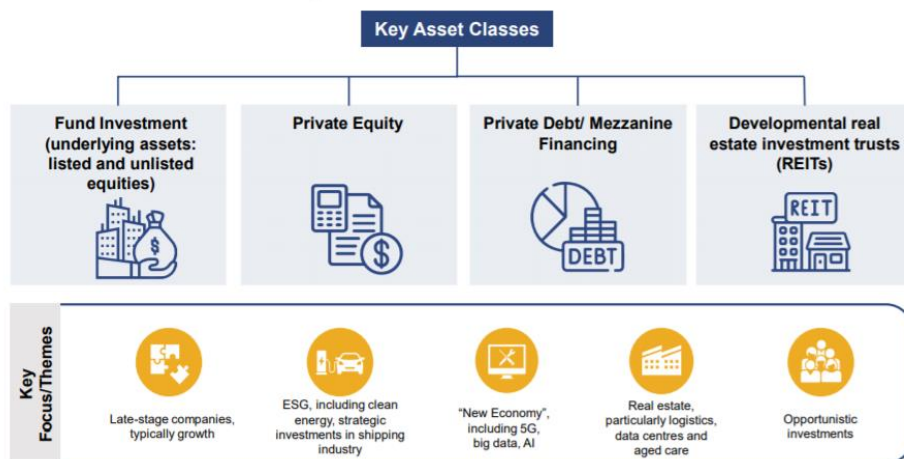 Key Asset Classes
Fund Investment
(underlying assets:
listed and unlisted
equities)
$
Private Equity
$
Private Debt/ Mezzanine
Financing
DEBT
Developmental real
estate investment trusts
(REITs)
REIT
Key
Focus/Themes
Late-stage companies,
typically growth
ESG, including clean
energy, strategic
investments in shipping
industry
“New Economy”,
including 5G,
big data, AI
Real estate,
particularly logistics,
data centres and
aged care
Opportunistic
investments